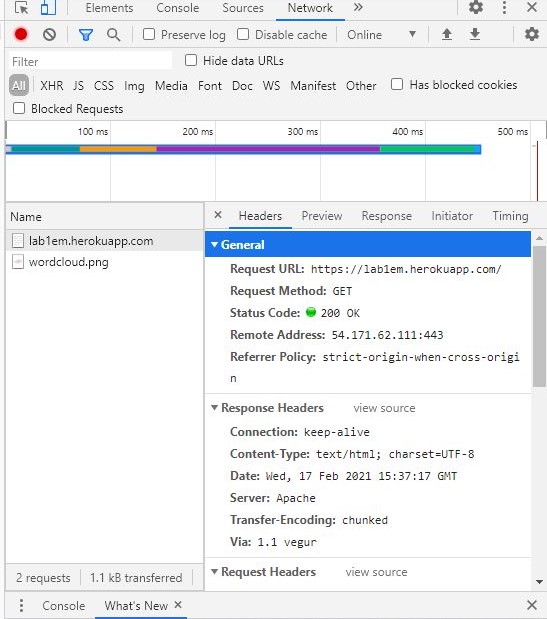 Elements Console Sources Network »
Preserve log Disable cache Online
Filter Hide data URLs
All XHR JS CSS Img Media Font Doc WS Manifest Other Has blocked cookies
Blocked Requests
100 ms 200 ms 300 ms 400 ms 500 ms
Name
lab1em.herokuapp.com
wordcloud.png
2 requests 1.1 kB transferred
× Headers Preview Response Initiator Timing
General
Request URL: https://lab1em.herokuapp.com/
Request Method: GET
Status Code: 200 OK
Remote Address: 54.171.62.111:443
Referrer Policy: strict-origin-when-cross-origi
n
Response Headers view source
Connection: keep-alive
Content-Type: text/html; charset=UTF-8
Date: Wed, 17 Feb 2021 15:37:17 GMT
Server: Apache
Transfer-Encoding: chunked
Via: 1.1 vegur
Request Headers view source
Console What's New ×